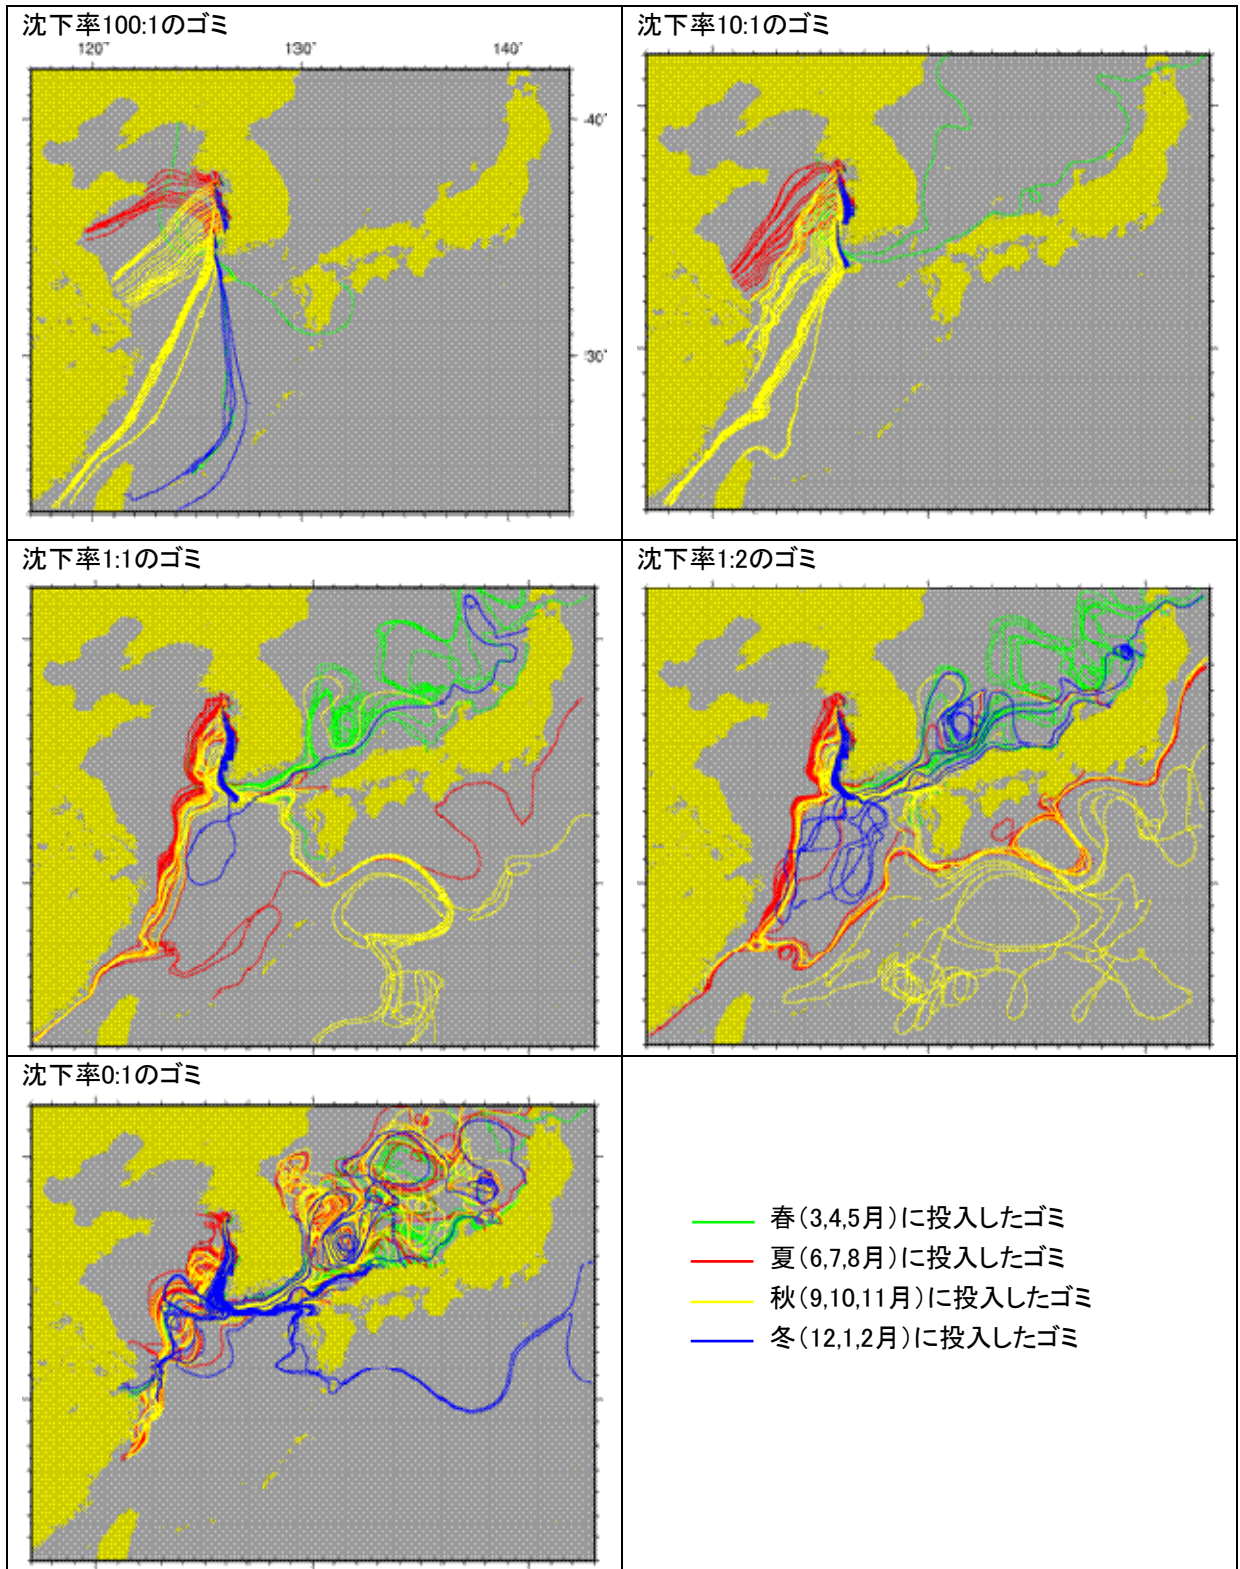 沈下率100:1のゴミ
120°
130°
140°
40°
30°
沈下率10:1のゴミ
沈下率1:1のゴミ
沈下率1:2のゴミ
沈下率0:1のゴミ
春(3,4,5月)に投入したゴミ
夏(6,7,8月)に投入したゴミ
秋(9,10,11月)に投入したゴミ
冬(12,1,2月)に投入したゴミ